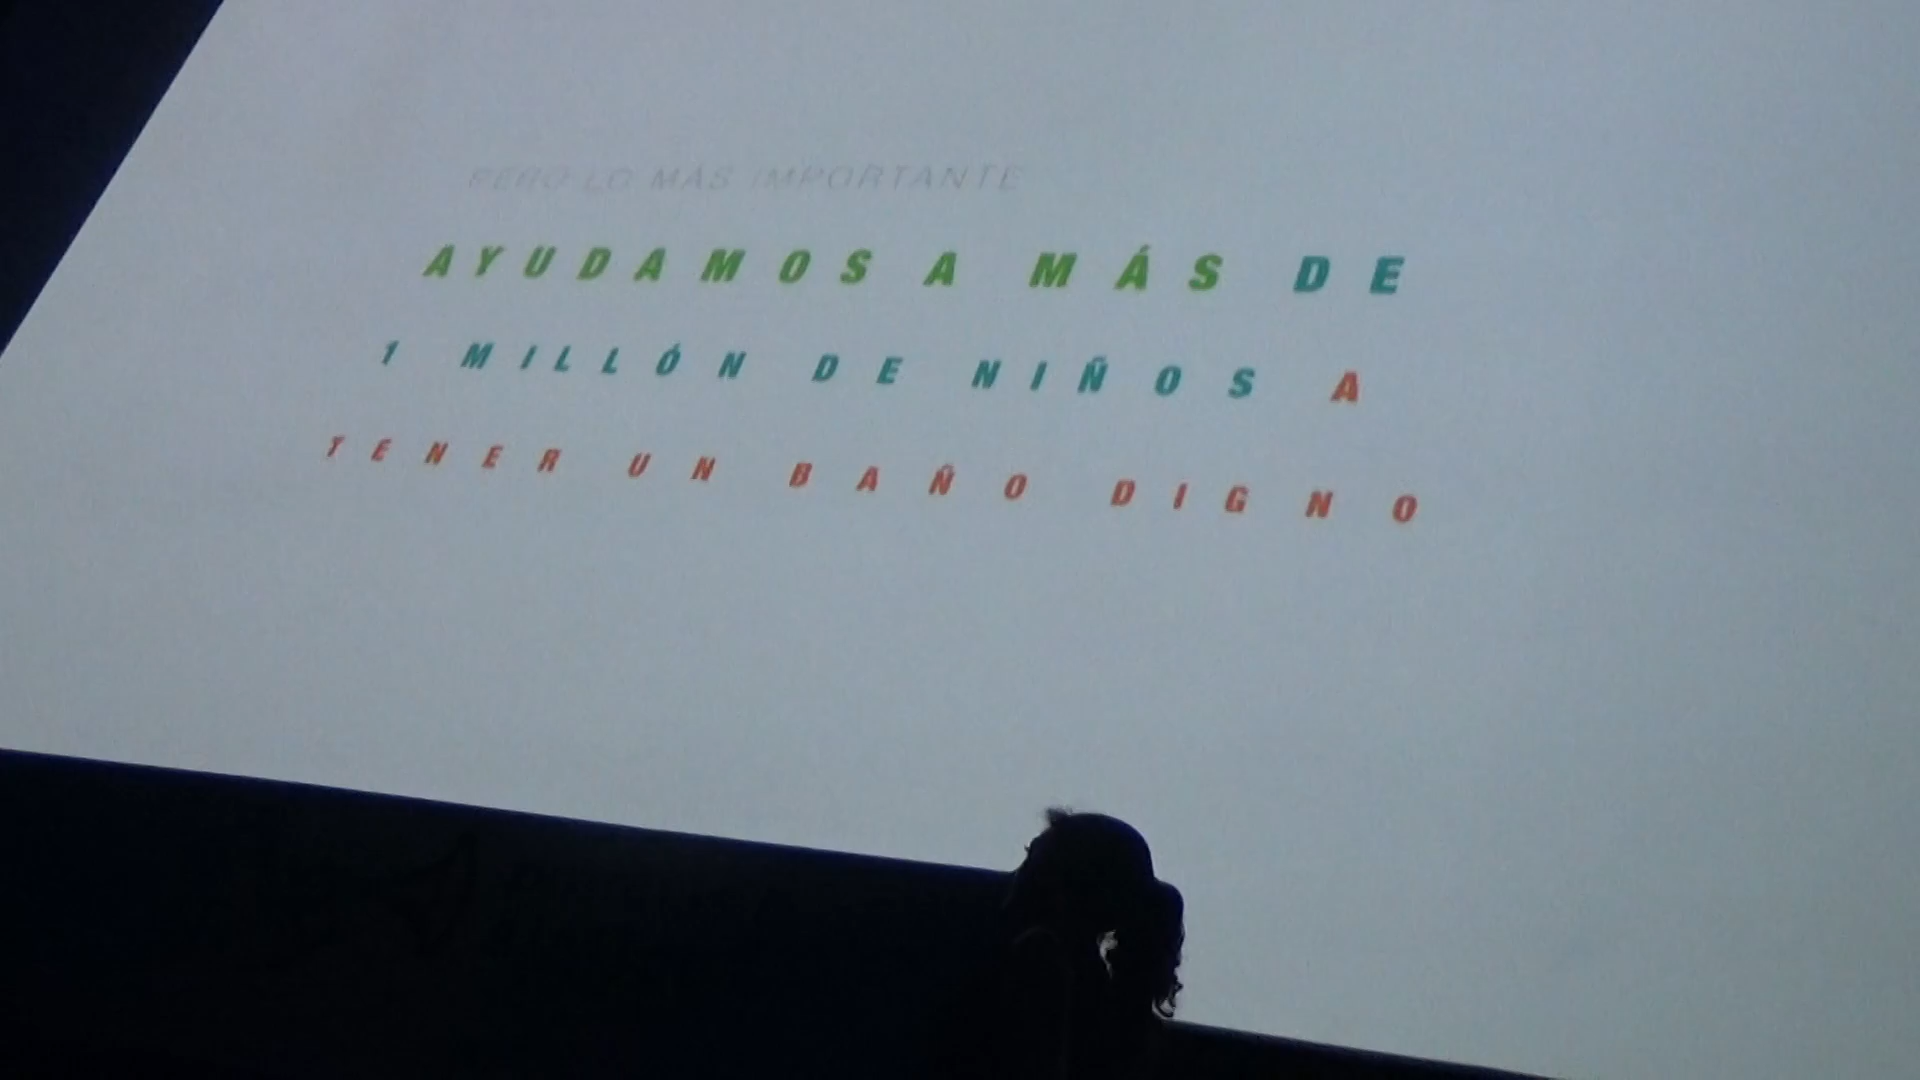 PERO LO MÁS IMPORTANTE
AYUDAMOS A MÁS DE
1 MILLÓN DE NIÑOS A
TENER UN BAÑO DIGNO